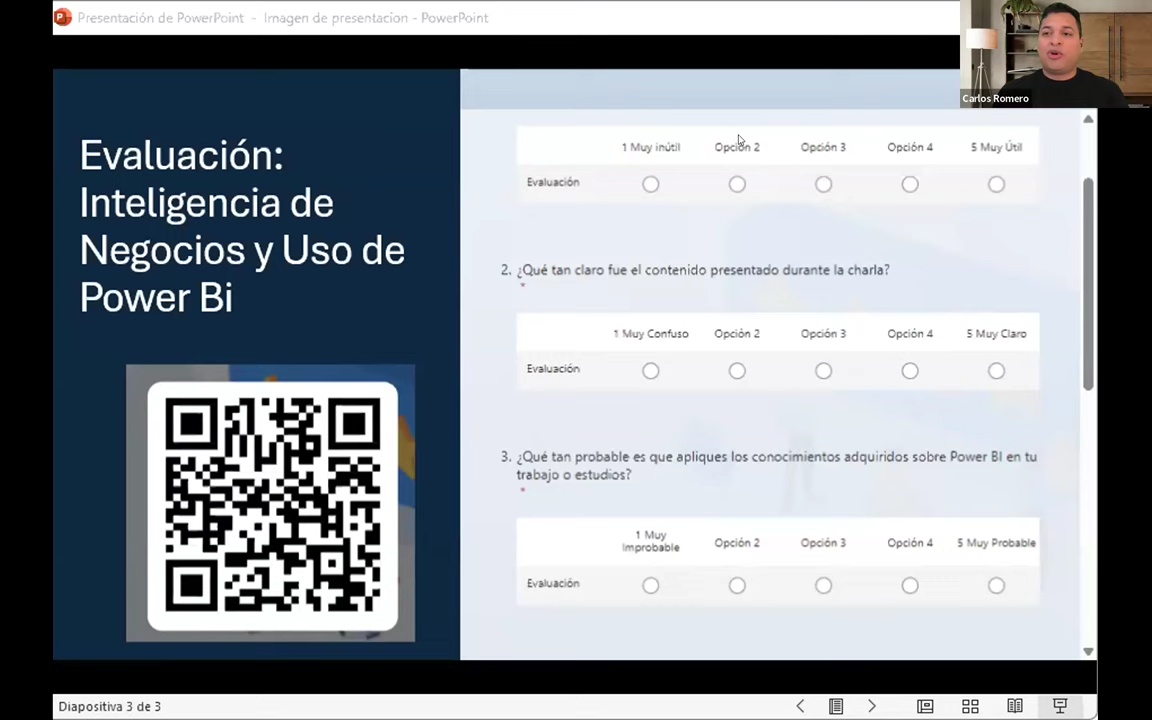 Presentación de PowerPoint - Imagen de presentacion - PowerPoint
Carlos Romero
Evaluación:
Inteligencia de
Negocios y Uso de
Power Bi
1 Muy inútil Opción 2 Opción 3 Opción 4 5 Muy Útil
Evaluación
2. ¿Qué tan claro fue el contenido presentado durante la charla?
*
1 Muy Confuso Opción 2 Opción 3 Opción 4 5 Muy Claro
Evaluación
3. ¿Qué tan probable es que apliques los conocimientos adquiridos sobre Power BI en tu
trabajo o estudios?
*
1 Muy
Improbable Opción 2 Opción 3 Opción 4 5 Muy Probable
Evaluación
Diapositiva 3 de 3